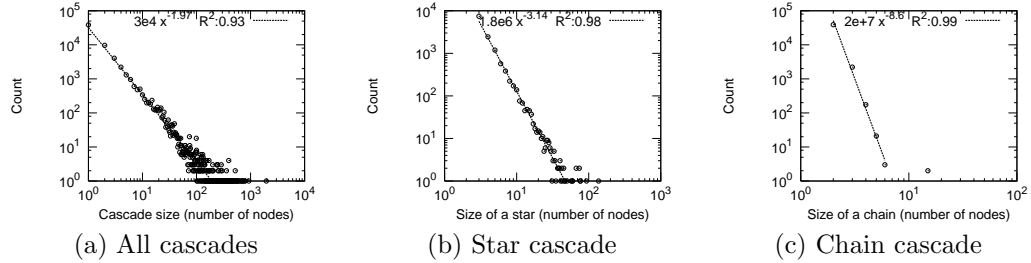 3e4 x^-1.97 R^2:0.93
10^5
10^4
10^3
10^2
10^1
10^0
Count
10^0 10^1 10^2 10^3 10^4
Cascade size (number of nodes)
(a) All cascades
1.8e6 x^-3.14 R^2:0.98
10^4
10^3
10^2
10^1
10^0
Count
10^0 10^1 10^2 10^3
Size of a star (number of nodes)
(b) Star cascade
2e+7 x^-8.6 R^2:0.99
10^5
10^4
10^3
10^2
10^1
10^0
Count
10^0 10^1 10^2
Size of a chain (number of nodes)
(c) Chain cascade